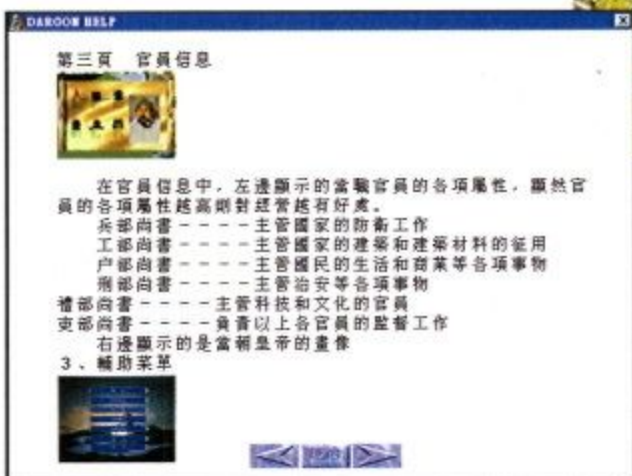 DAROON HELP
第三頁 官員信息
在官員信息中，左邊顯示的當職官員的各項屬性，顯然官
員的各項屬性越高則對經營越有好處。
兵部尚書－－－－主管國家的防衛工作
工部尚書－－－－主管國家的建築和建築材料的征用
户部尚書－－－－主管國民的生活和商業等各項事物
刑部尚書－－－－主管治安等各項事物
禮部尚書－－－－主管科技和文化的官員
吏部尚書－－－－負責以上各官員的監督工作
右邊顯示的是當朝皇帝的畫像
3、輔助菜單